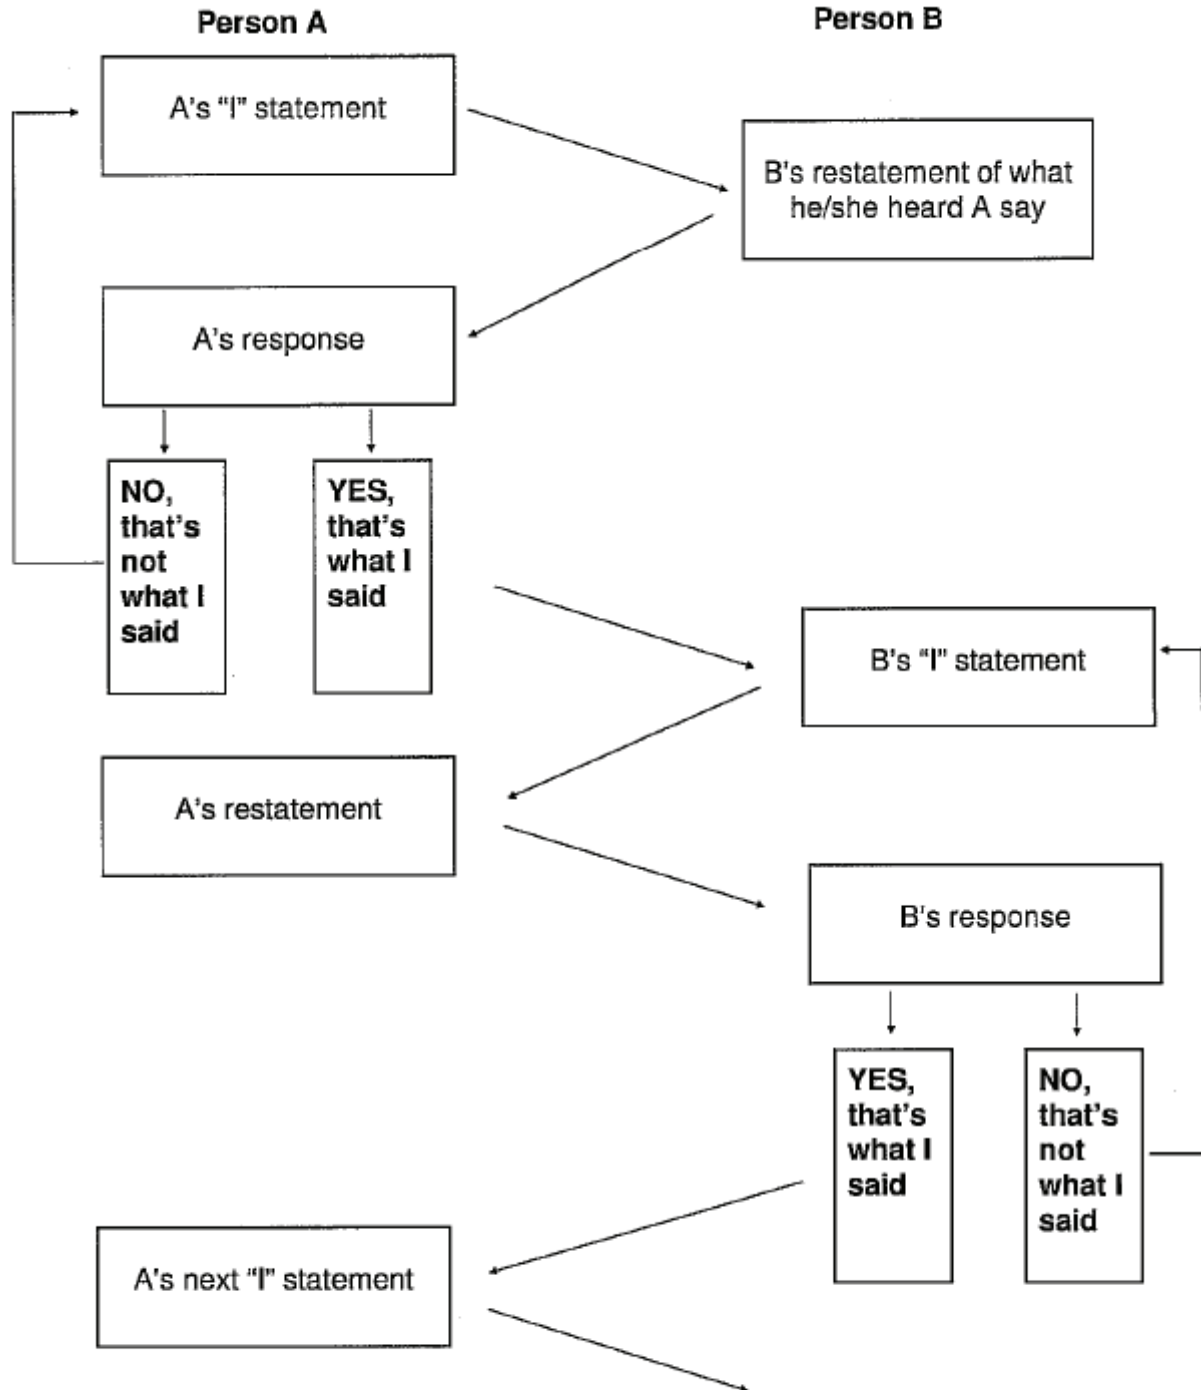 Person A
Person B
A's "I" statement
B's restatement of what
he/she heard A say
A's response
NO,
that's
not
what I
said
YES,
that's
what I
said
B's "I" statement
A's restatement
B's response
YES,
that's
what I
said
NO,
that's
not
what I
said
A's next "I" statement